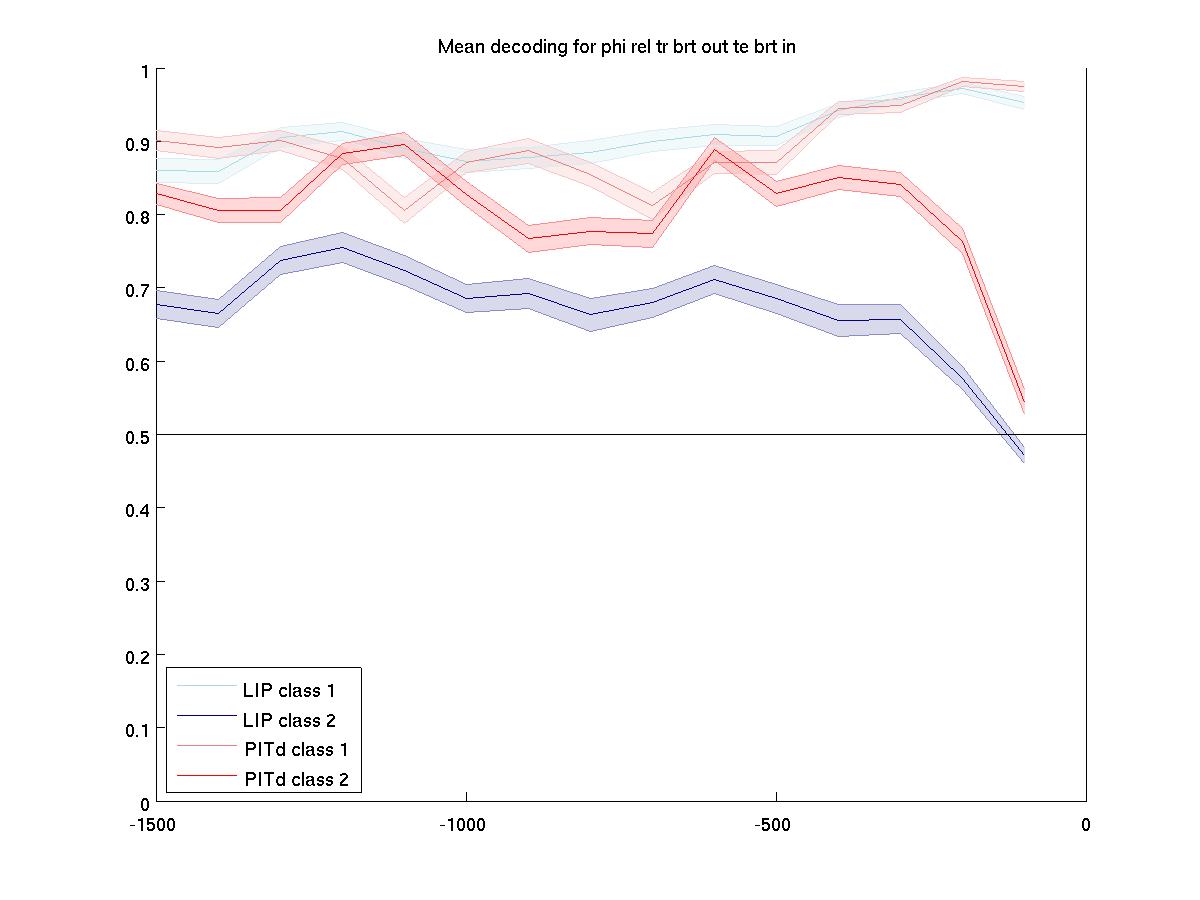 Mean decoding for phi rel tr brt out te brt in
1
0.9
0.8
0.7
0.6
0.5
0.4
0.3
0.2
0.1
0
LIP class 1
LIP class 2
PITd class 1
PITd class 2
-1500 -1000 -500 0